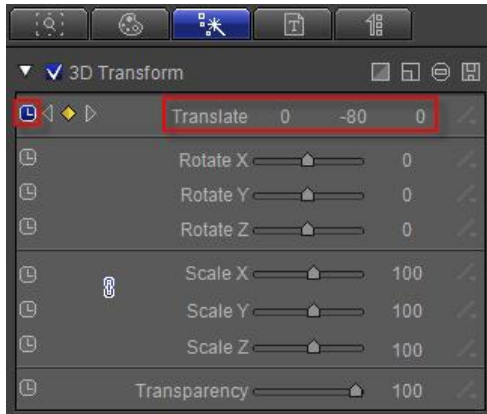 3D Transform
Translate 0 -80 0
Rotate X 0
Rotate Y 0
Rotate Z 0
Scale X 100
Scale Y 100
Scale Z 100
Transparency 100